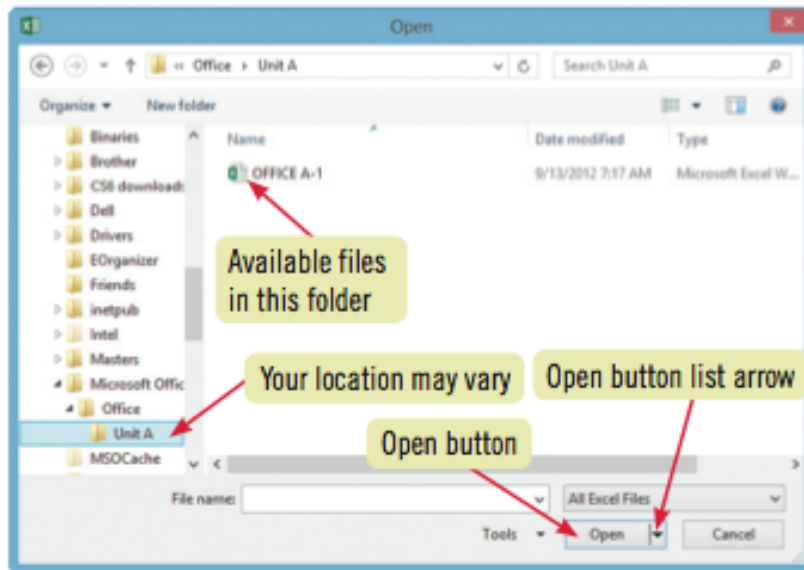 Open
« Office › Unit A
Search Unit A
Organize
New folder
Name
Date modified
Type
OFFICE A-1
9/13/2012 7:17 AM
Microsoft Excel W...
Binaries
Brother
CS6 download:
Dell
Drivers
EOrganizer
Friends
inetpub
Intel
Masters
Microsoft Offic
Office
Unit A
MSOCache
Available files
in this folder
Your location may vary
Open button list arrow
Open button
File name:
All Excel Files
Tools
Open
Cancel